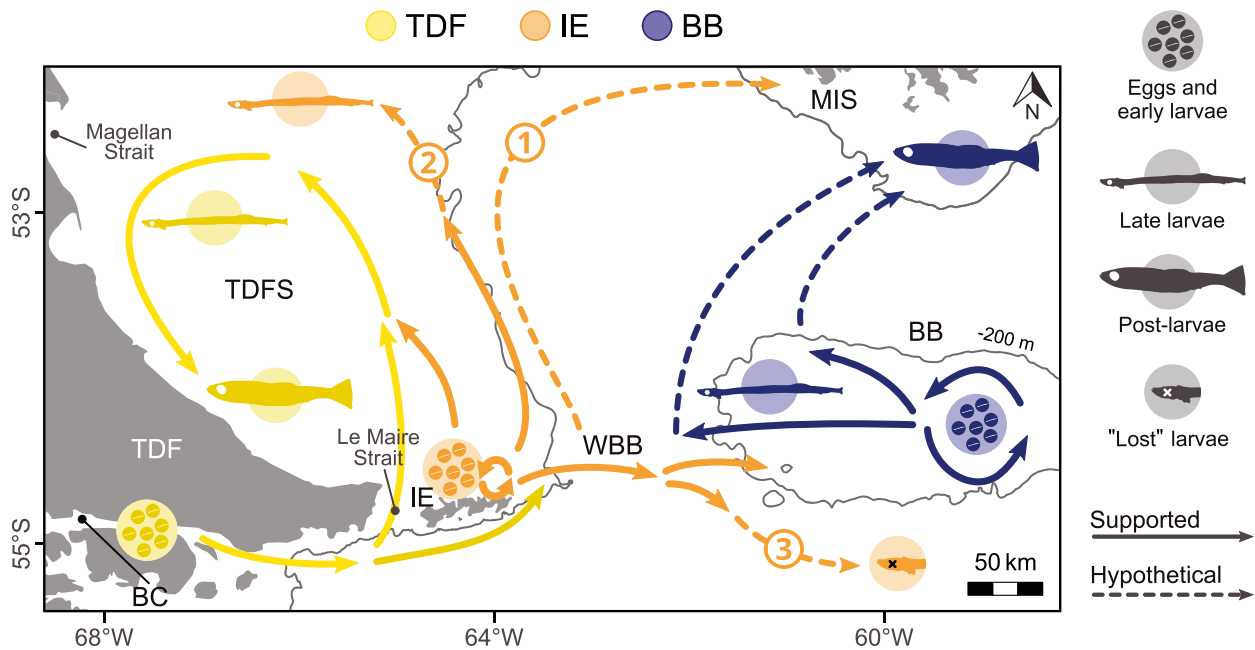 TDF
IE
BB
Eggs and
early larvae
Late larvae
Post-larvae
"Lost" larvae
Supported
Hypothetical
MIS
N
Magellan
Strait
1
2
53°S
TDFS
BB
-200 m
TDF
Le Maire
Strait
WBB
IE
3
55°S
BC
50 km
68°W
64°W
60°W